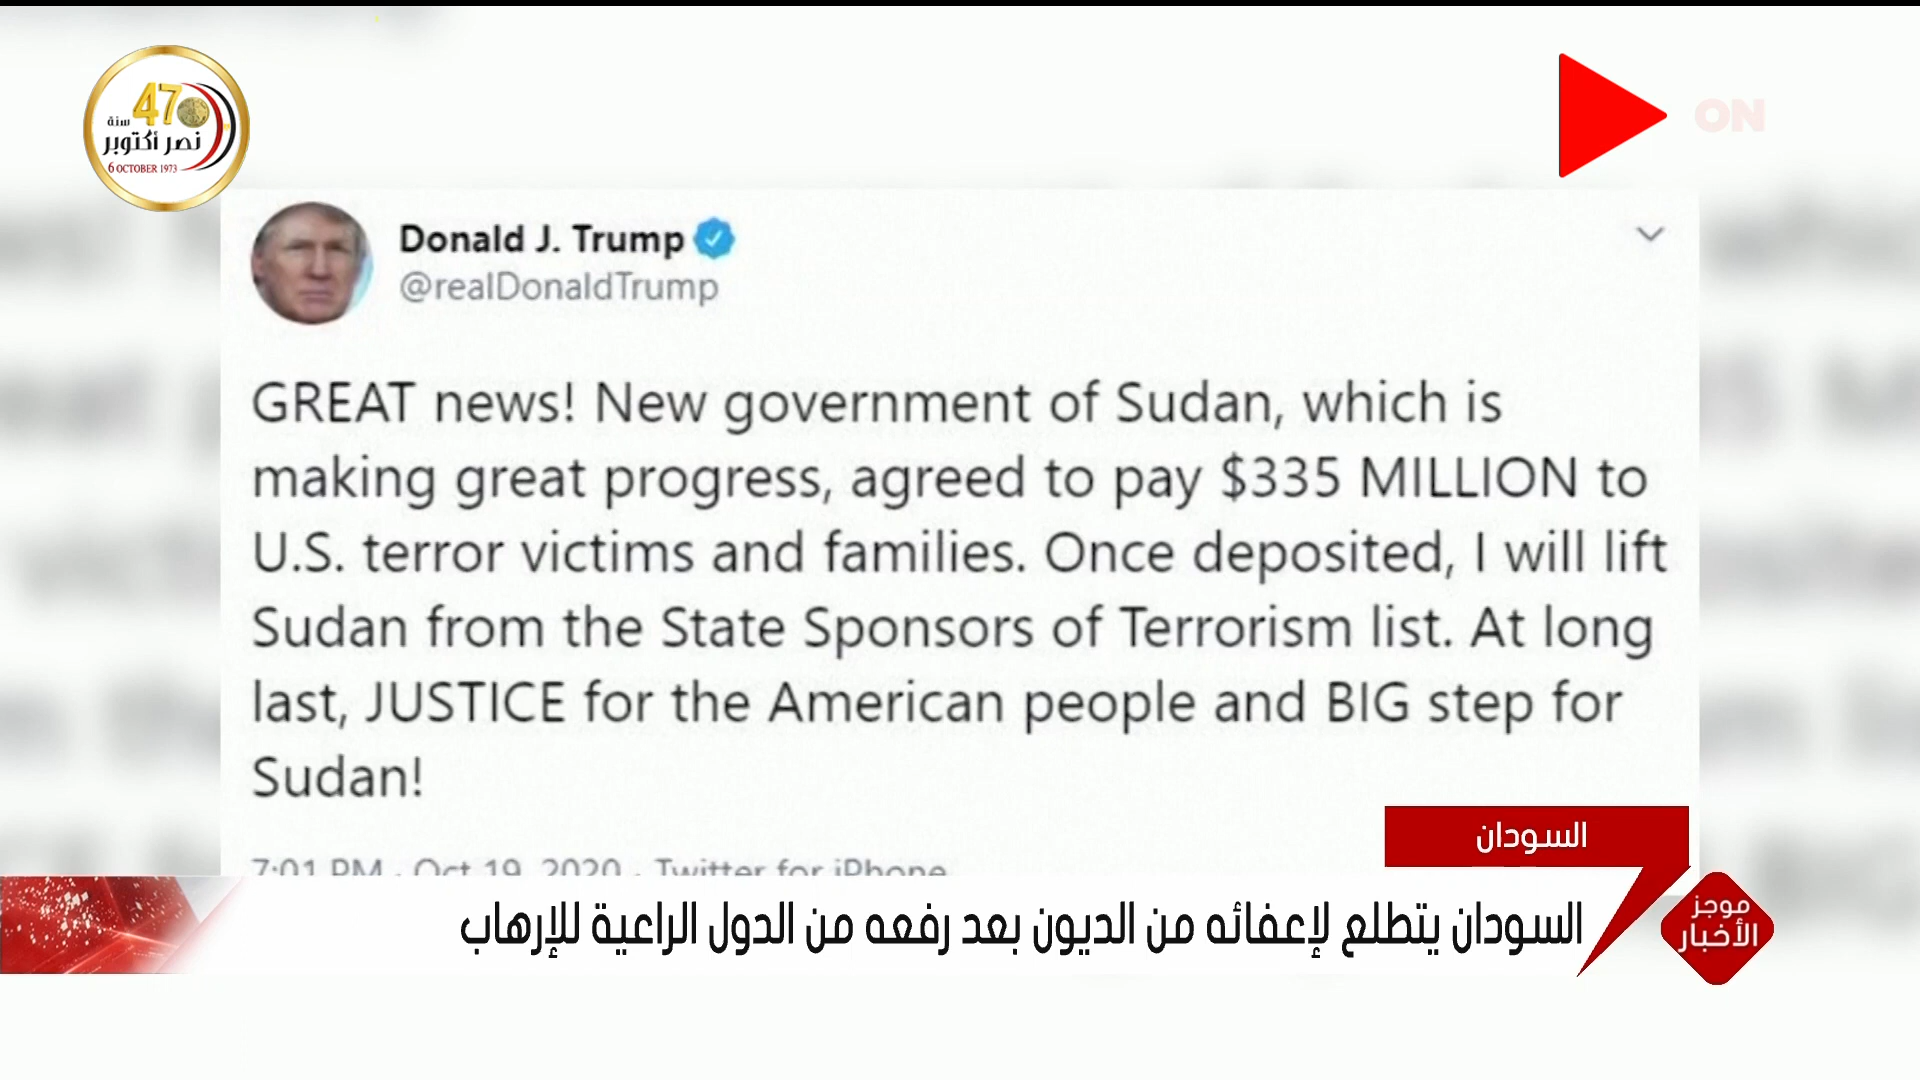 47
سنة
نصر أكتوبر
6 OCTOBER 1973
ON
Donald J. Trump
@realDonaldTrump
GREAT news! New government of Sudan, which is
making great progress, agreed to pay $335 MILLION to
U.S. terror victims and families. Once deposited, I will lift
Sudan from the State Sponsors of Terrorism list. At long
last, JUSTICE for the American people and BIG step for
Sudan!
7:01 PM · Oct 19, 2020 · Twitter for iPhone
السودان
السودان يتطلع لإعفائه من الديون بعد رفعه من الدول الراعية للإرهاب
موجز
الأخبار